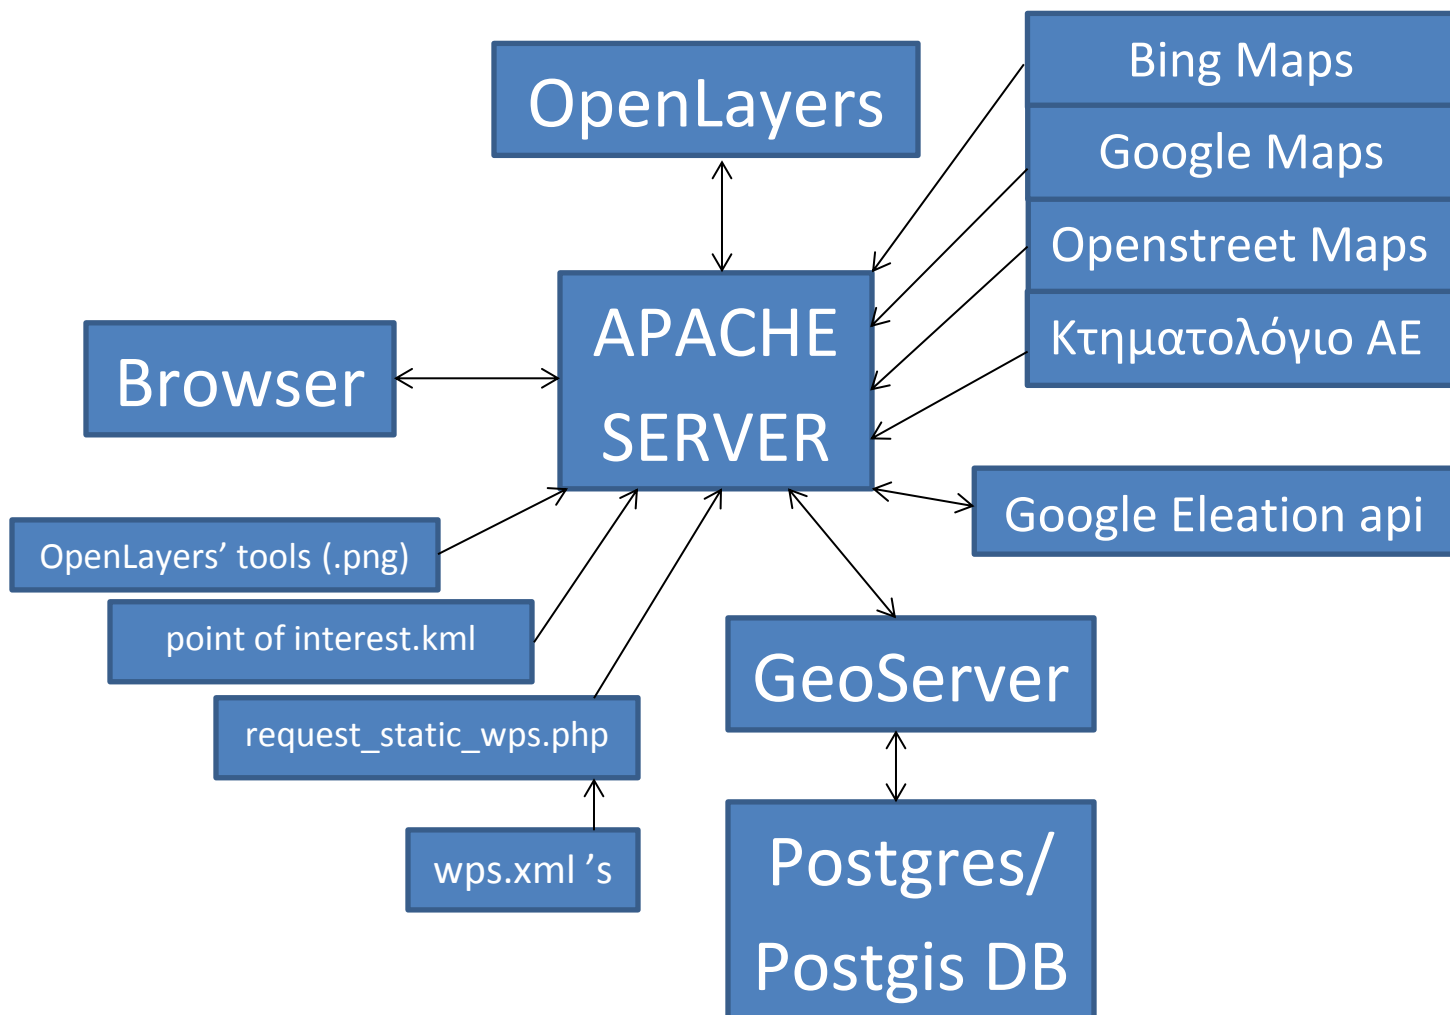 OpenLayers
Bing Maps
Google Maps
Openstreet Maps
Κτηματολόγιο ΑΕ
APACHE
SERVER
Browser
Google Eleation api
OpenLayers’ tools (.png)
point of interest.kml
request_static_wps.php
wps.xml ’s
GeoServer
Postgres/
Postgis DB